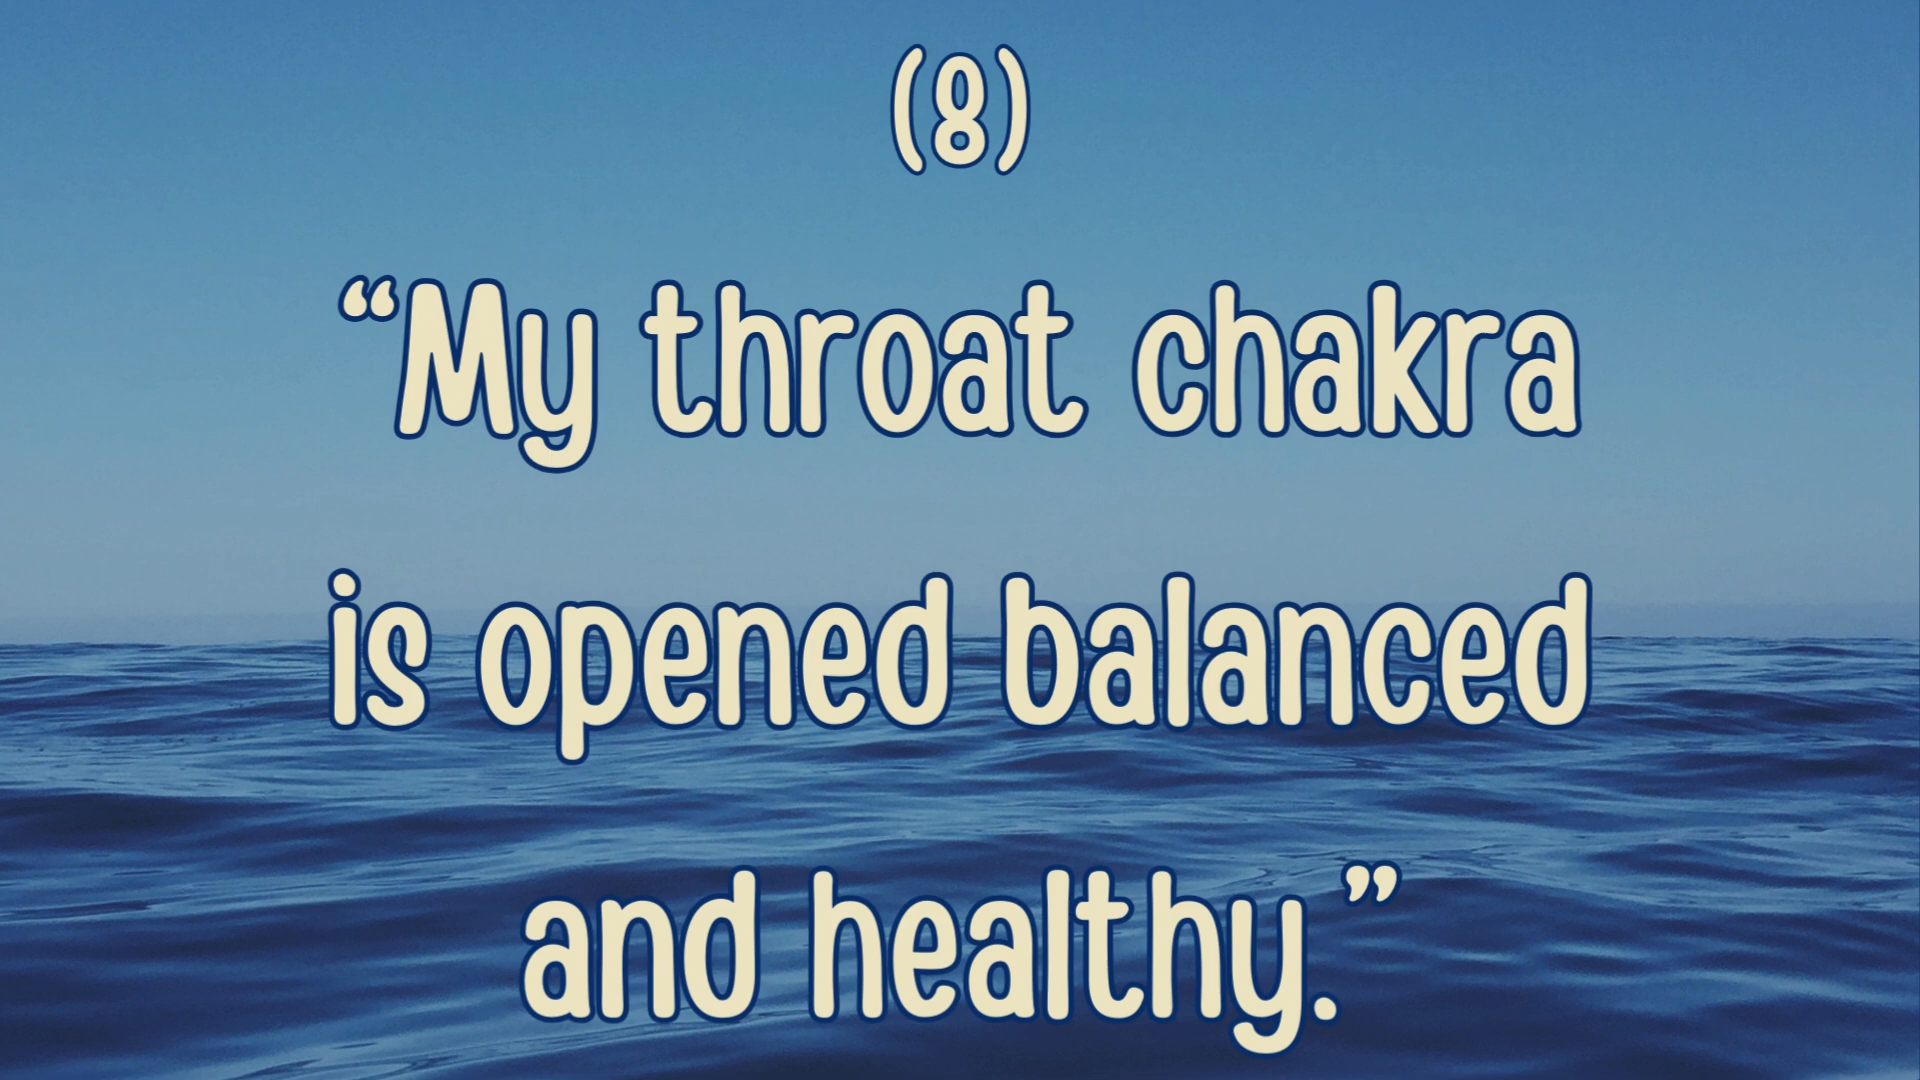 (8)
“My throat chakra
is opened balanced
and healthy.”